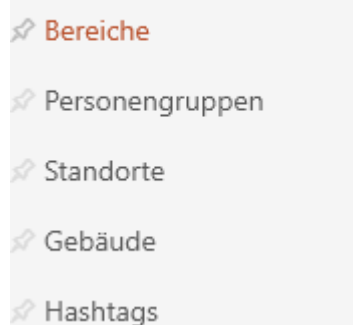 Bereiche
Personengruppen
Standorte
Gebäude
Hashtags